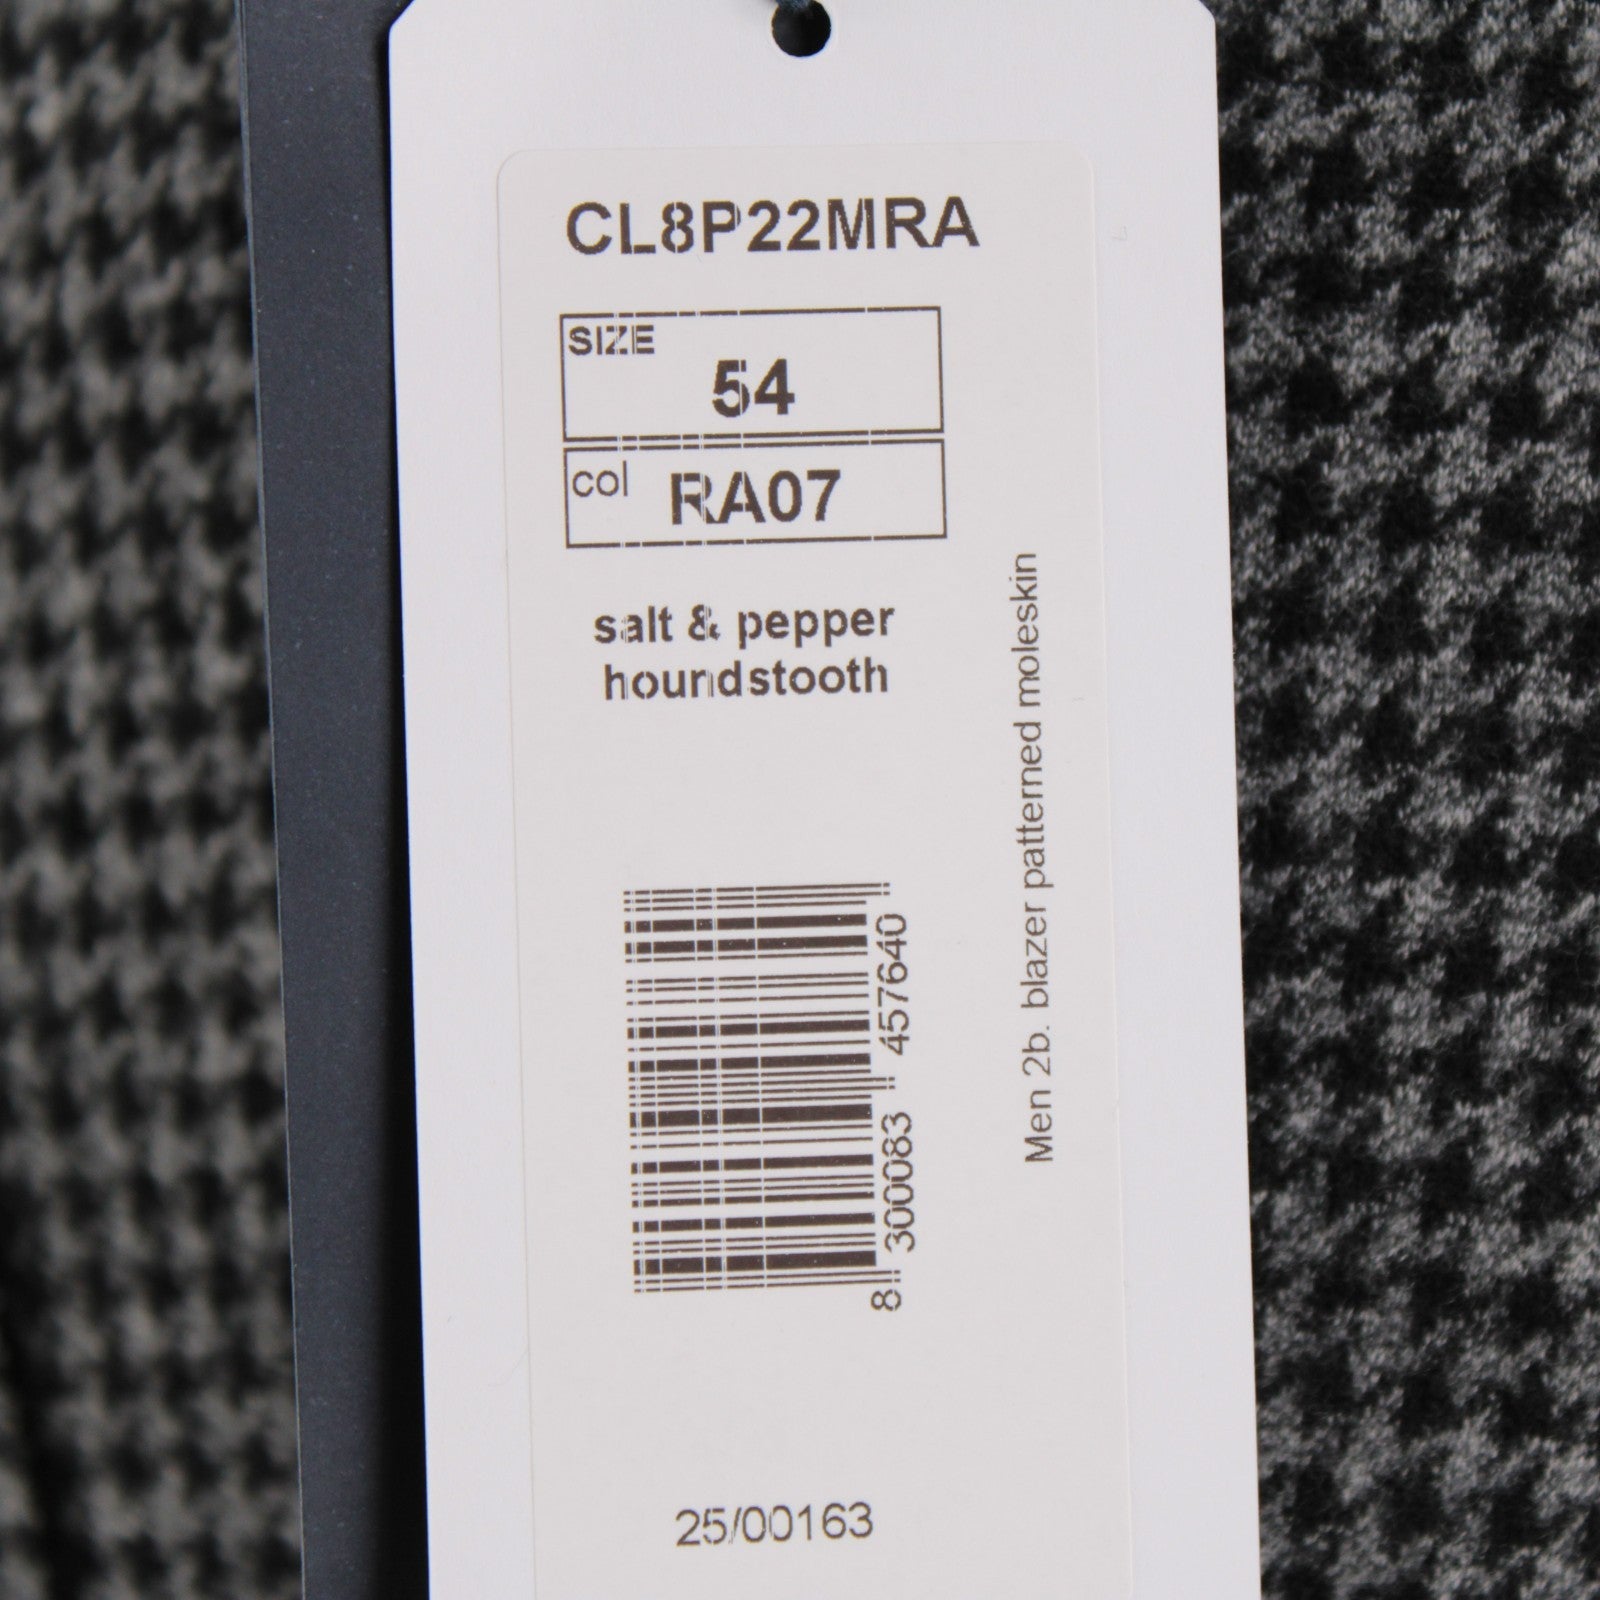 CL8P22MRA
SIZE
54
col
RA07
salt & pepper
houndstooth
Men 2b. blazer patterned moleskin
8 300083 457640
25/00163